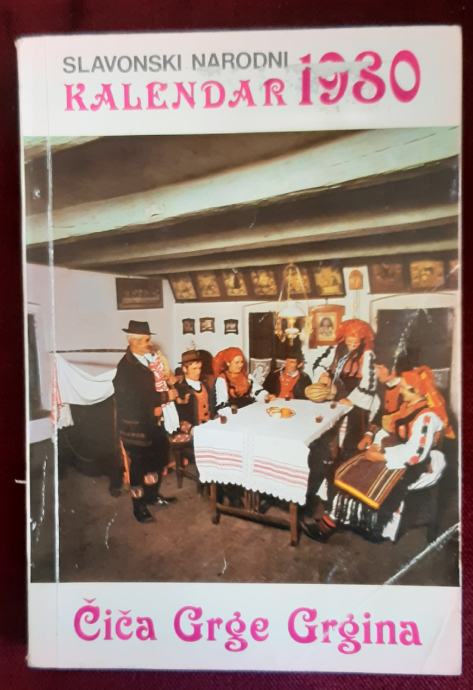 SLAVONSKI NARODNI
KALENDAR 1980
Čiča Grge Grgina